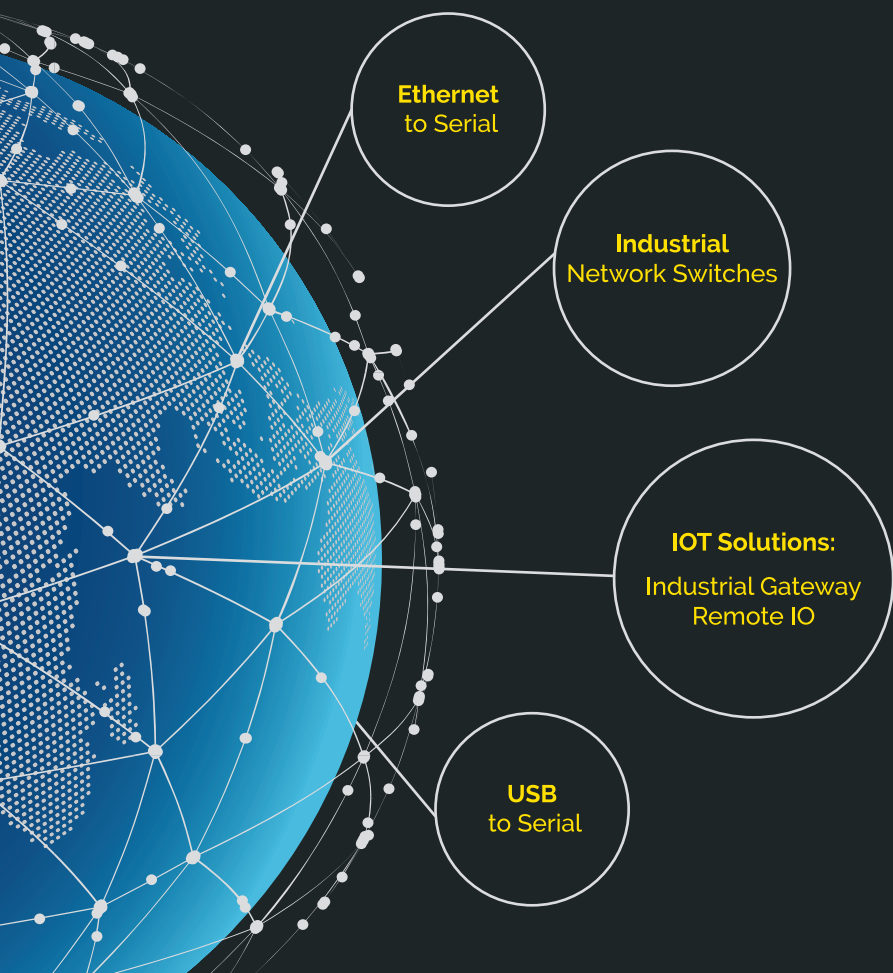 Ethernet
to Serial
Industrial
Network Switches
IOT Solutions:
Industrial Gateway
Remote IO
USB
to Serial